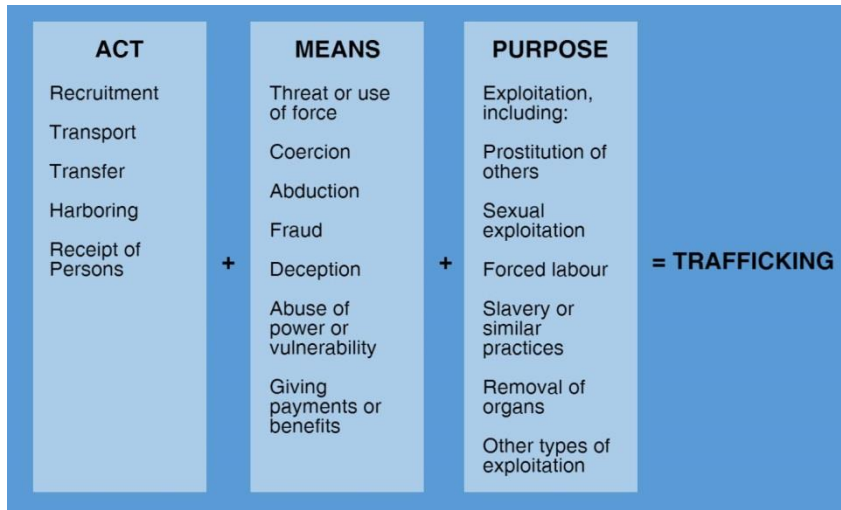 ACT
Recruitment
Transport
Transfer
Harboring
Receipt of
Persons
+
MEANS
Threat or use
of force
Coercion
Abduction
Fraud
Deception
Abuse of
power or
vulnerability
Giving
payments or
benefits
+
PURPOSE
Exploitation,
including:
Prostitution of
others
Sexual
exploitation
Forced labour
Slavery or
similar
practices
Removal of
organs
Other types of
exploitation
= TRAFFICKING